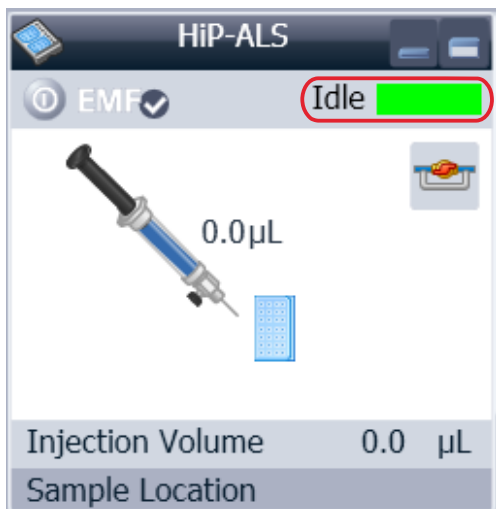 HiP-ALS
EMF
Idle
0.0µL
Injection Volume 0.0 µL
Sample Location